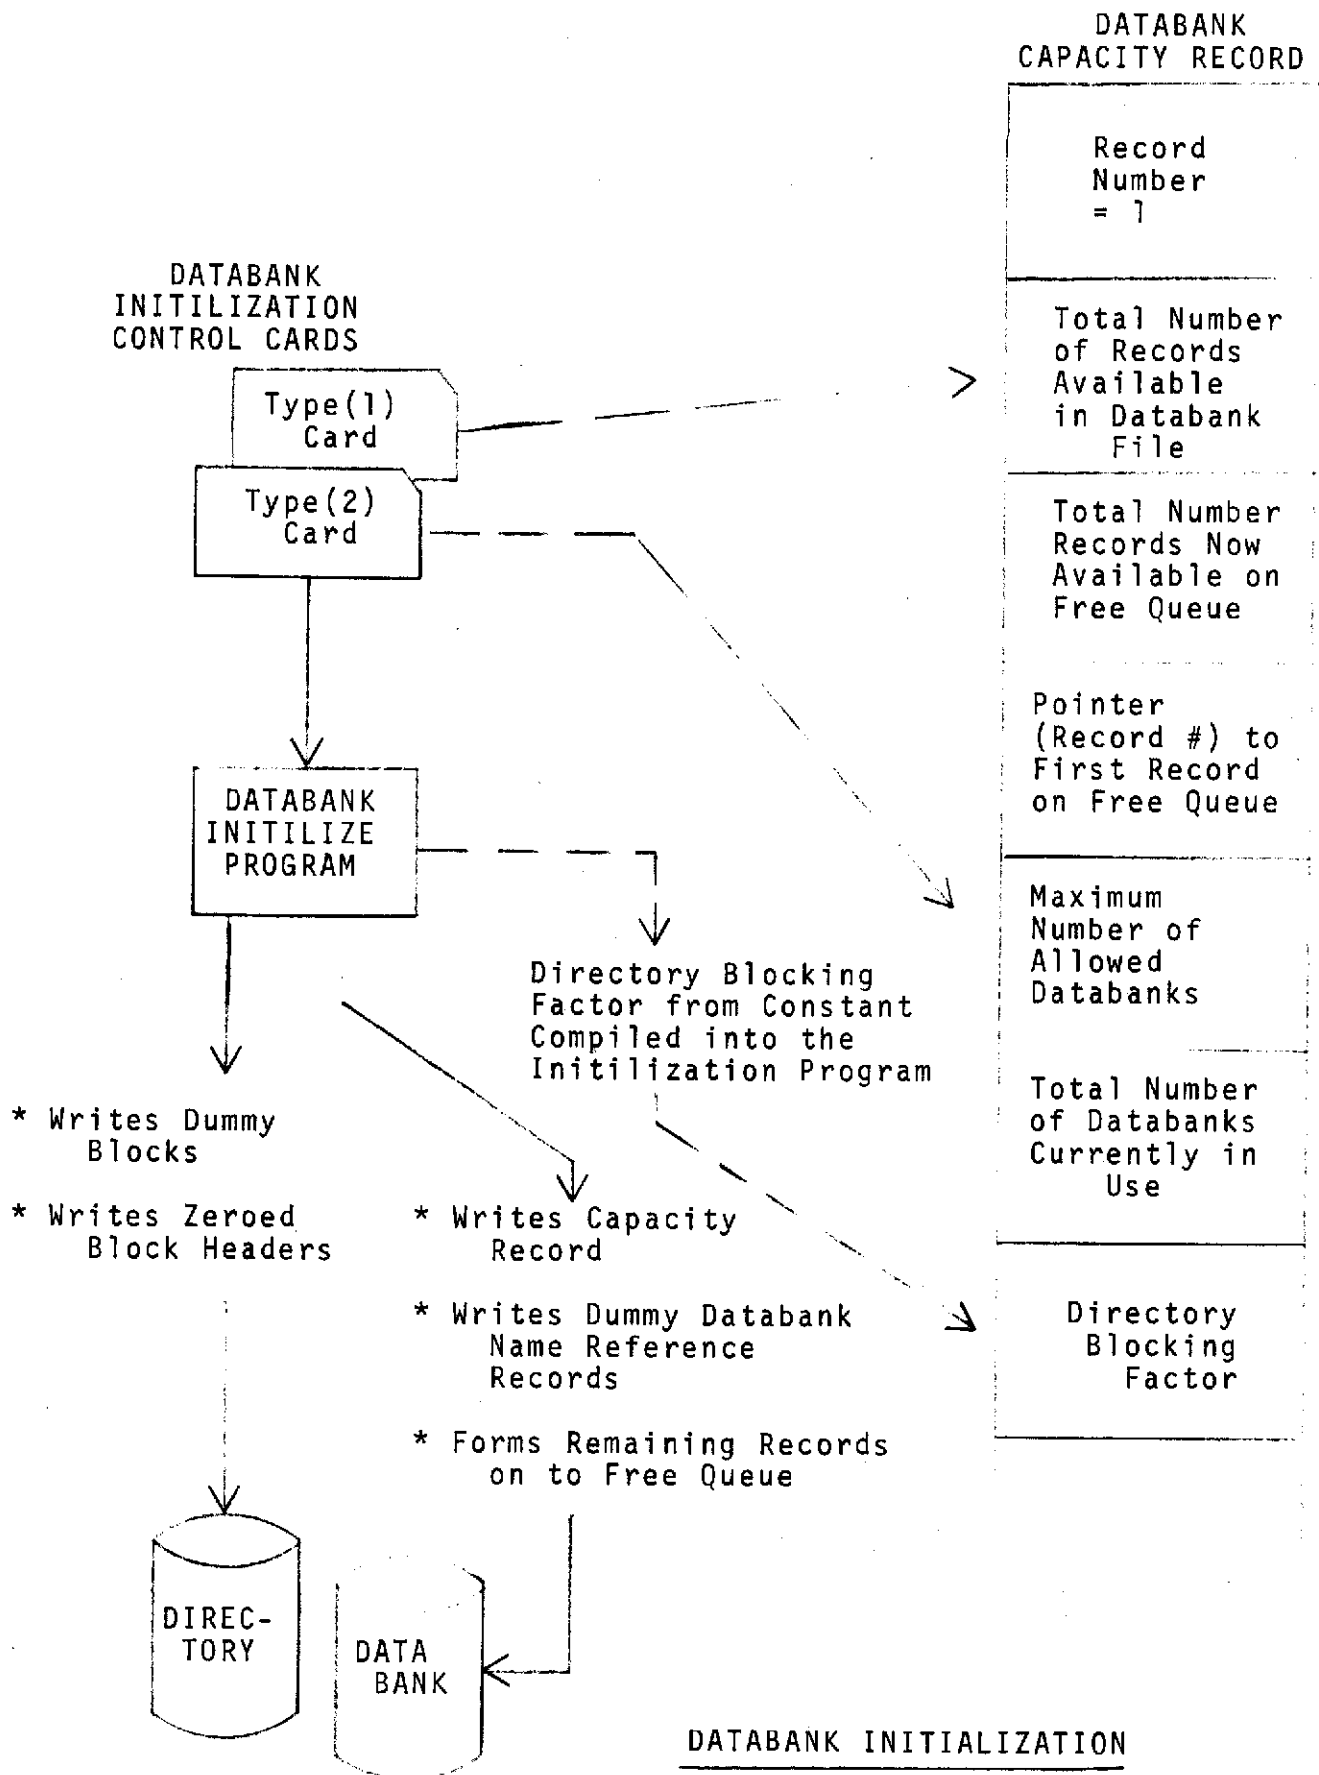 DATABANK
CAPACITY RECORD
Record
Number
= 1
Total Number
of Records
Available
in Databank
File
Total Number
Records Now
Available on
Free Queue
Pointer
(Record #) to
First Record
on Free Queue
Maximum
Number of
Allowed
Databanks
Total Number
of Databanks
Currently in
Use
Directory
Blocking
Factor
DATABANK
INITILIZATION
CONTROL CARDS
Type(1)
Card
Type(2)
Card
DATABANK
INITILIZE
PROGRAM
Directory Blocking
Factor from Constant
Compiled into the
Initilization Program
* Writes Dummy
Blocks
* Writes Zeroed
Block Headers
* Writes Capacity
Record
* Writes Dummy Databank
Name Reference
Records
* Forms Remaining Records
on to Free Queue
DIREC-
TORY
DATA
BANK
DATABANK INITIALIZATION